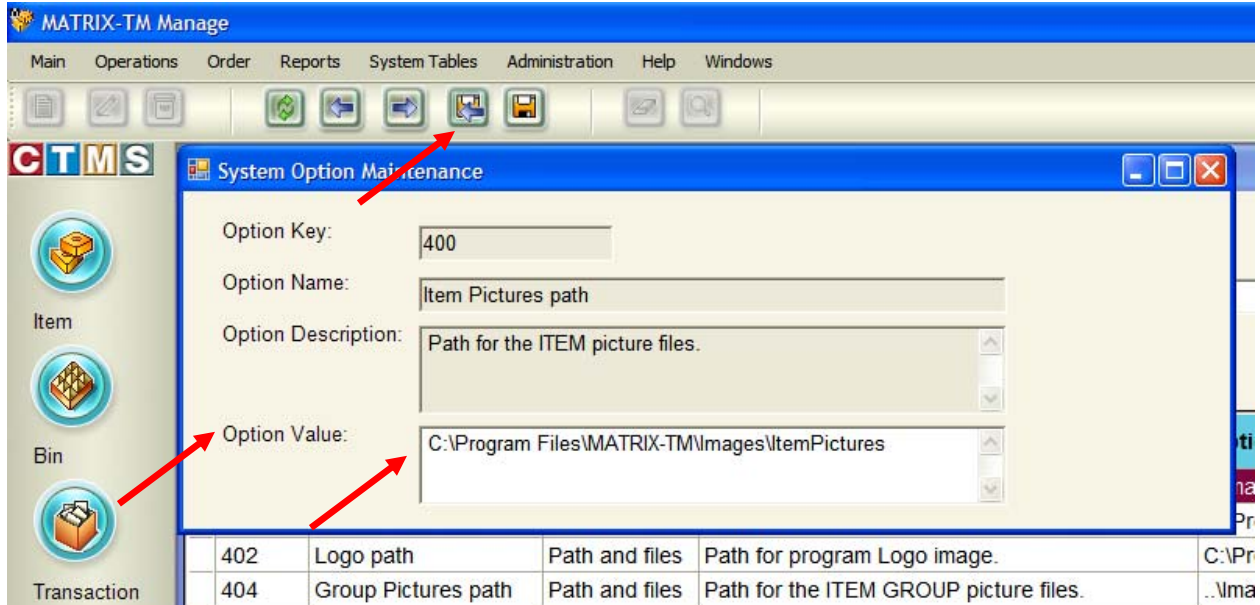 MATRIX-TM Manage
Main Operations Order Reports System Tables Administration Help Windows
CTMS
System Option Maintenance
Option Key: 400
Option Name: Item Pictures path
Option Description: Path for the ITEM picture files.
Option Value: C:\Program Files\MATRIX-TM\Images\ItemPictures
Item
Bin
Transaction
402 Logo path Path and files Path for program Logo image. C:\Pr
404 Group Pictures path Path and files Path for the ITEM GROUP picture files. ..\Ima